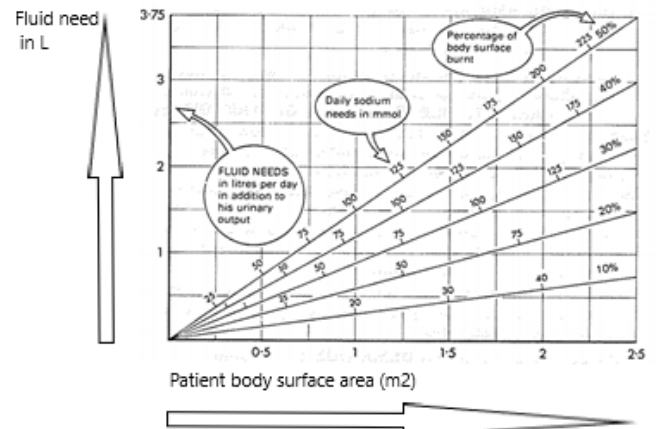 Fluid need
in L
3·75
3
2
1
Percentage of
body surface
burnt
Daily sodium
needs in mmol
FLUID NEEDS
in litres per day
in addition to
his urinary
output
25 50 75 100 125 150 175 200 225 50%
50 75 100 125 150 175 40%
50 75 100 125 30%
25 50 75 20%
20 30 40 10%
0·5 1 1·5 2 2·5
Patient body surface area (m2)